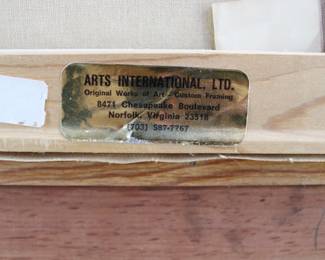 ARTS INTERNATIONAL, LTD.
Original Works of Art - Custom Framing
8471 Chesapeake Boulevard
Norfolk, Virginia 23518
(703) 587-7767